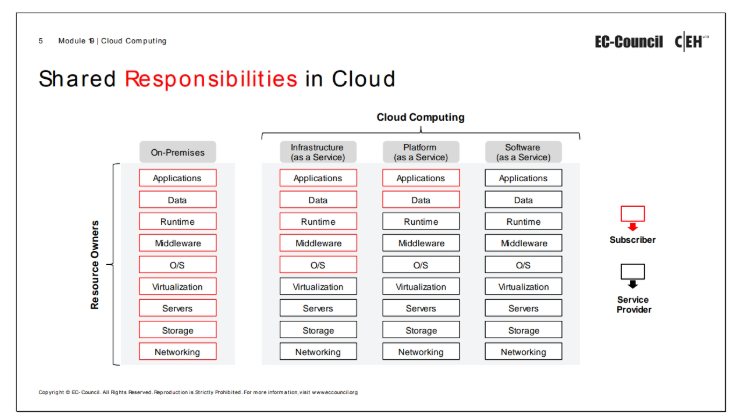 5 Module 19 | Cloud Computing
EC-Council C|EH
Shared Responsibilities in Cloud
Cloud Computing
On-Premises
Infrastructure
(as a Service)
Platform
(as a Service)
Software
(as a Service)
Resource Owners
Applications Applications Applications Applications
Data Data Data Data
Runtime Runtime Runtime Runtime
Middleware Middleware Middleware Middleware
O/S O/S O/S O/S
Virtualization Virtualization Virtualization Virtualization
Servers Servers Servers Servers
Storage Storage Storage Storage
Networking Networking Networking Networking
Subscriber
Service
Provider
Copyright © EC-Council. All Rights Reserved. Reproduction is Strictly Prohibited. For more information, visit www.eccouncil.org